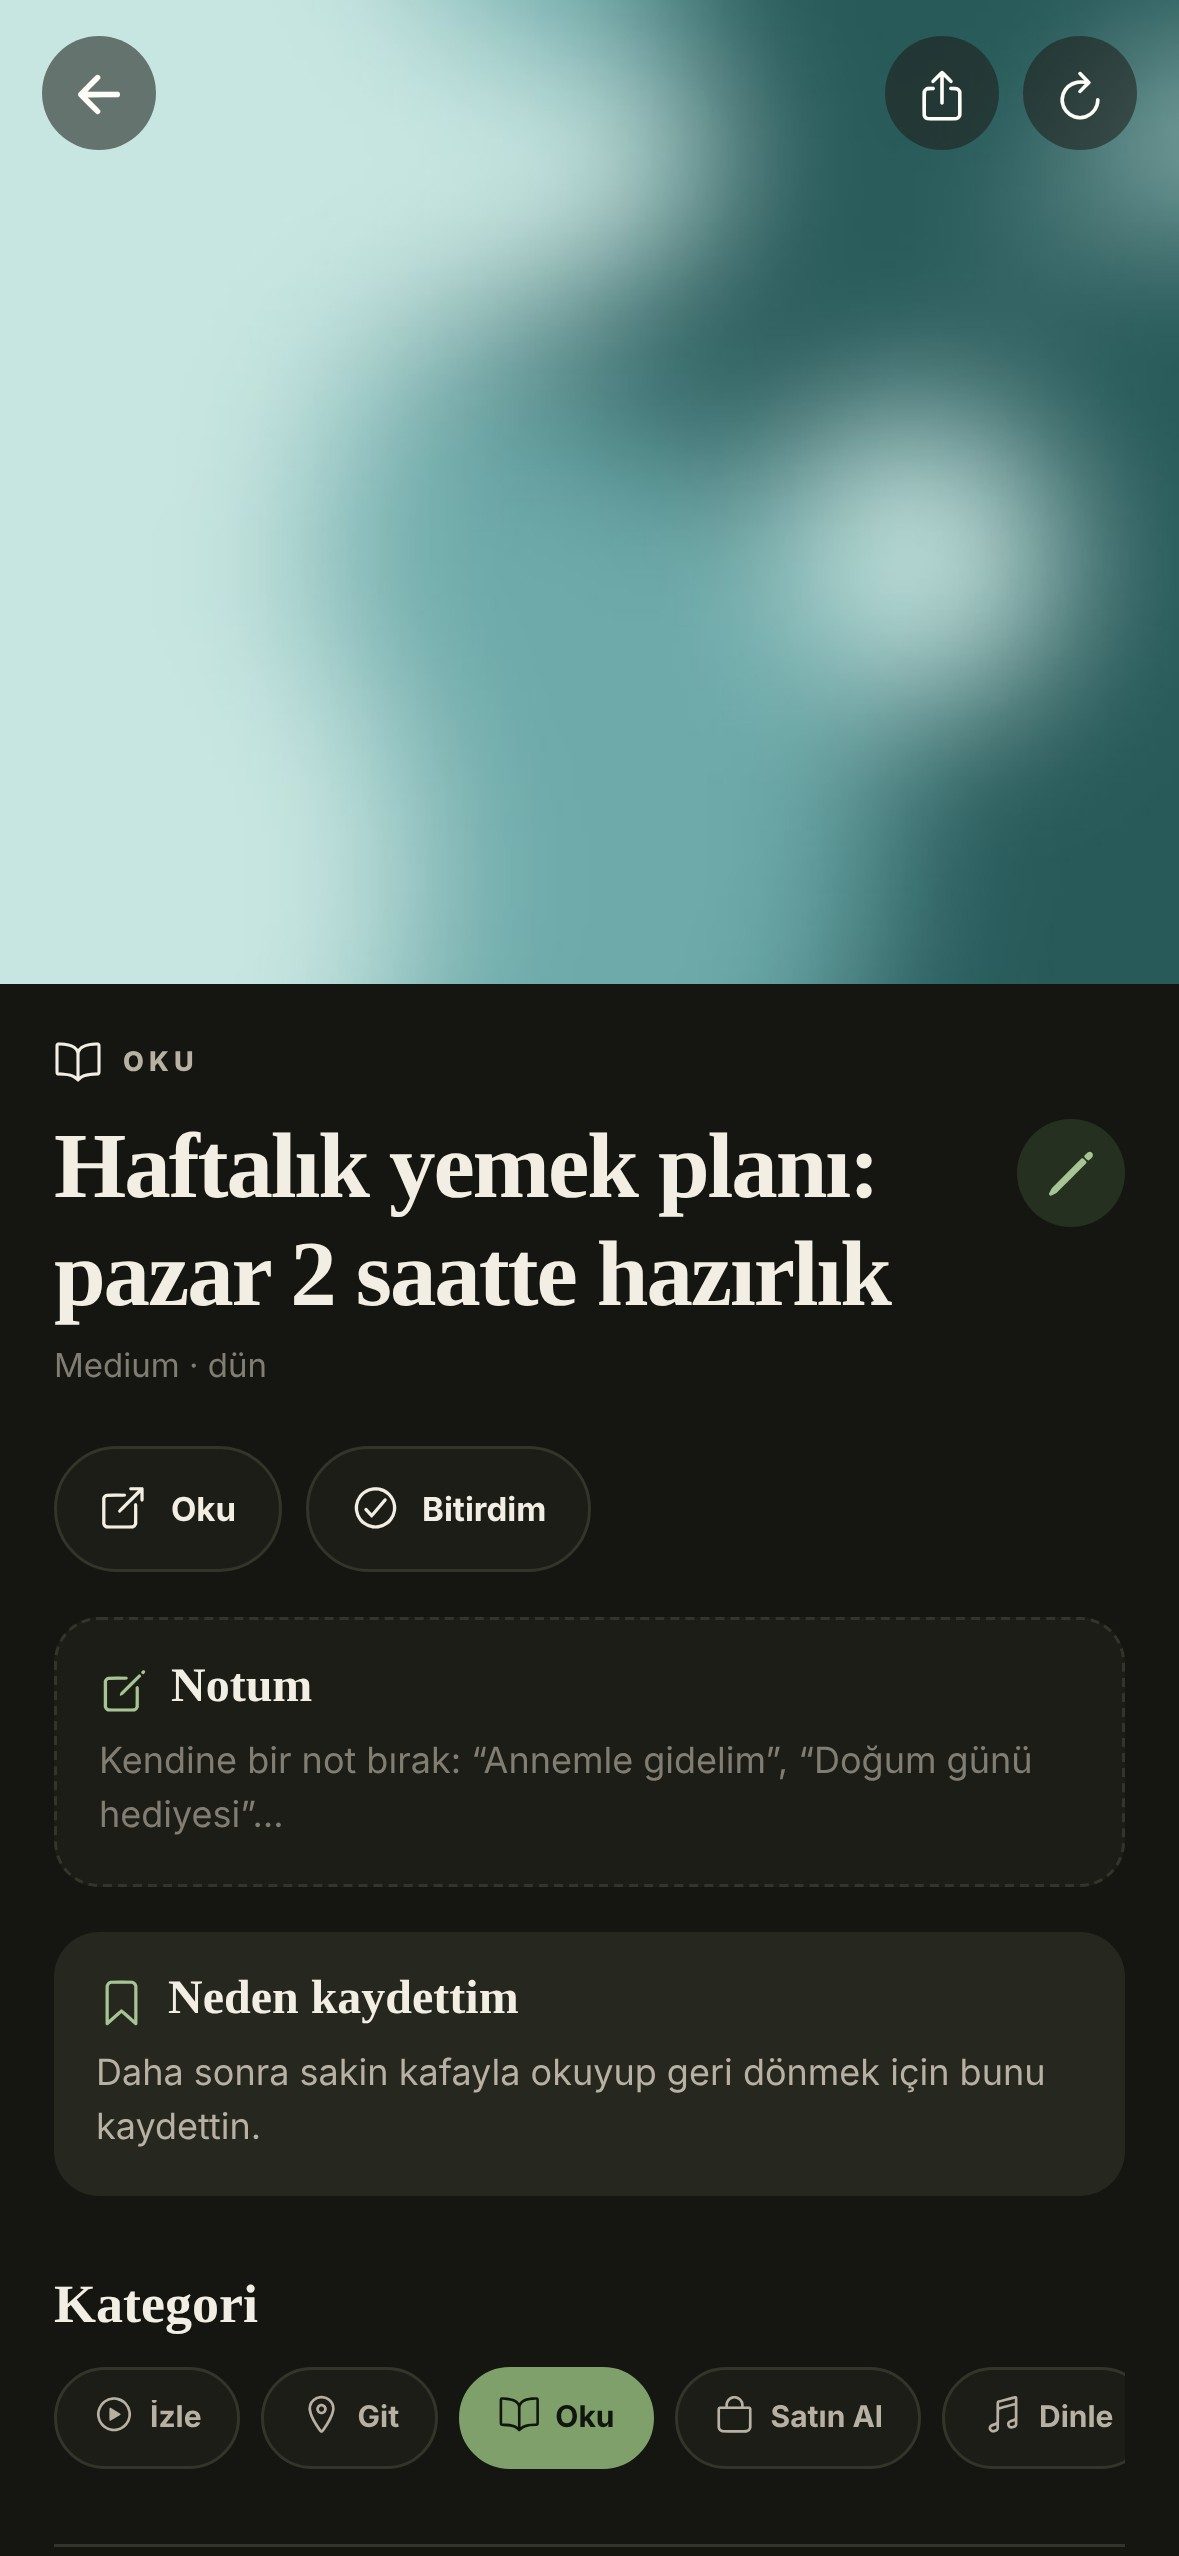 OKU
Haftalık yemek planı:
pazar 2 saatte hazırlık
Medium · dün
Oku
Bitirdim
Notum
Kendine bir not bırak: “Annemle gidelim”, “Doğum günü
hediyesi”...
Neden kaydettim
Daha sonra sakin kafayla okuyup geri dönmek için bunu
kaydettin.
Kategori
İzle
Git
Oku
Satın Al
Dinle